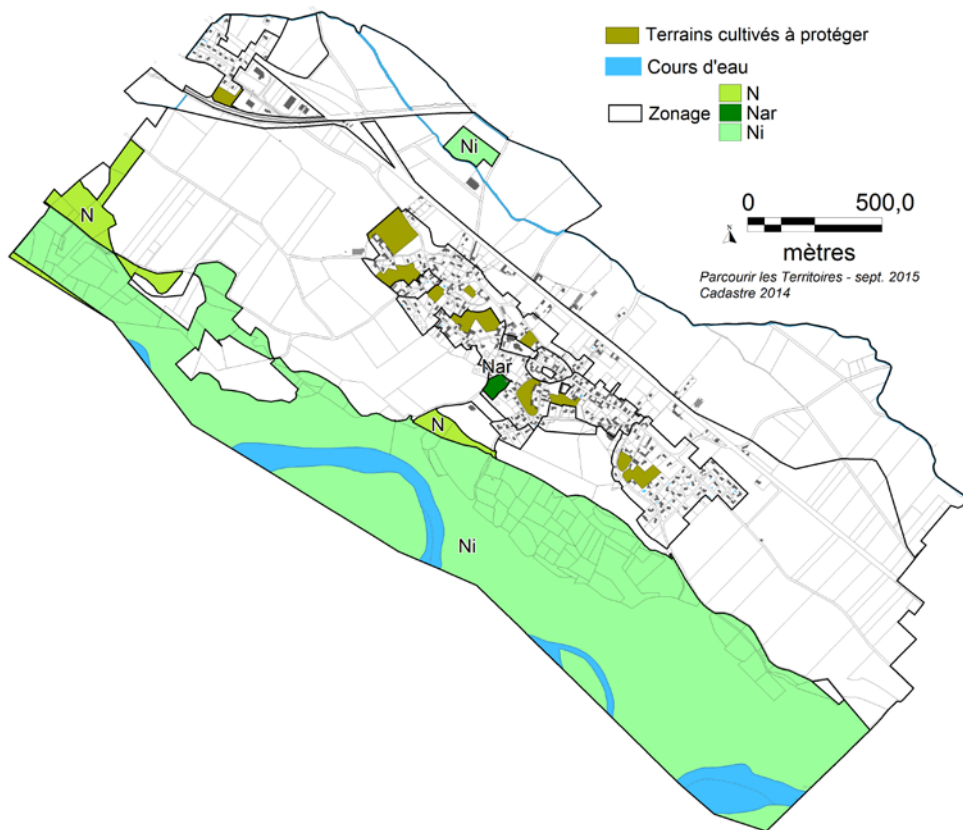 Terrains cultivés à protéger
Cours d'eau
Zonage
N
Nar
Ni
Ni
N
0 500,0
mètres
N
Parcourir les Territoires - sept. 2015
Cadastre 2014
Nar
N
Ni